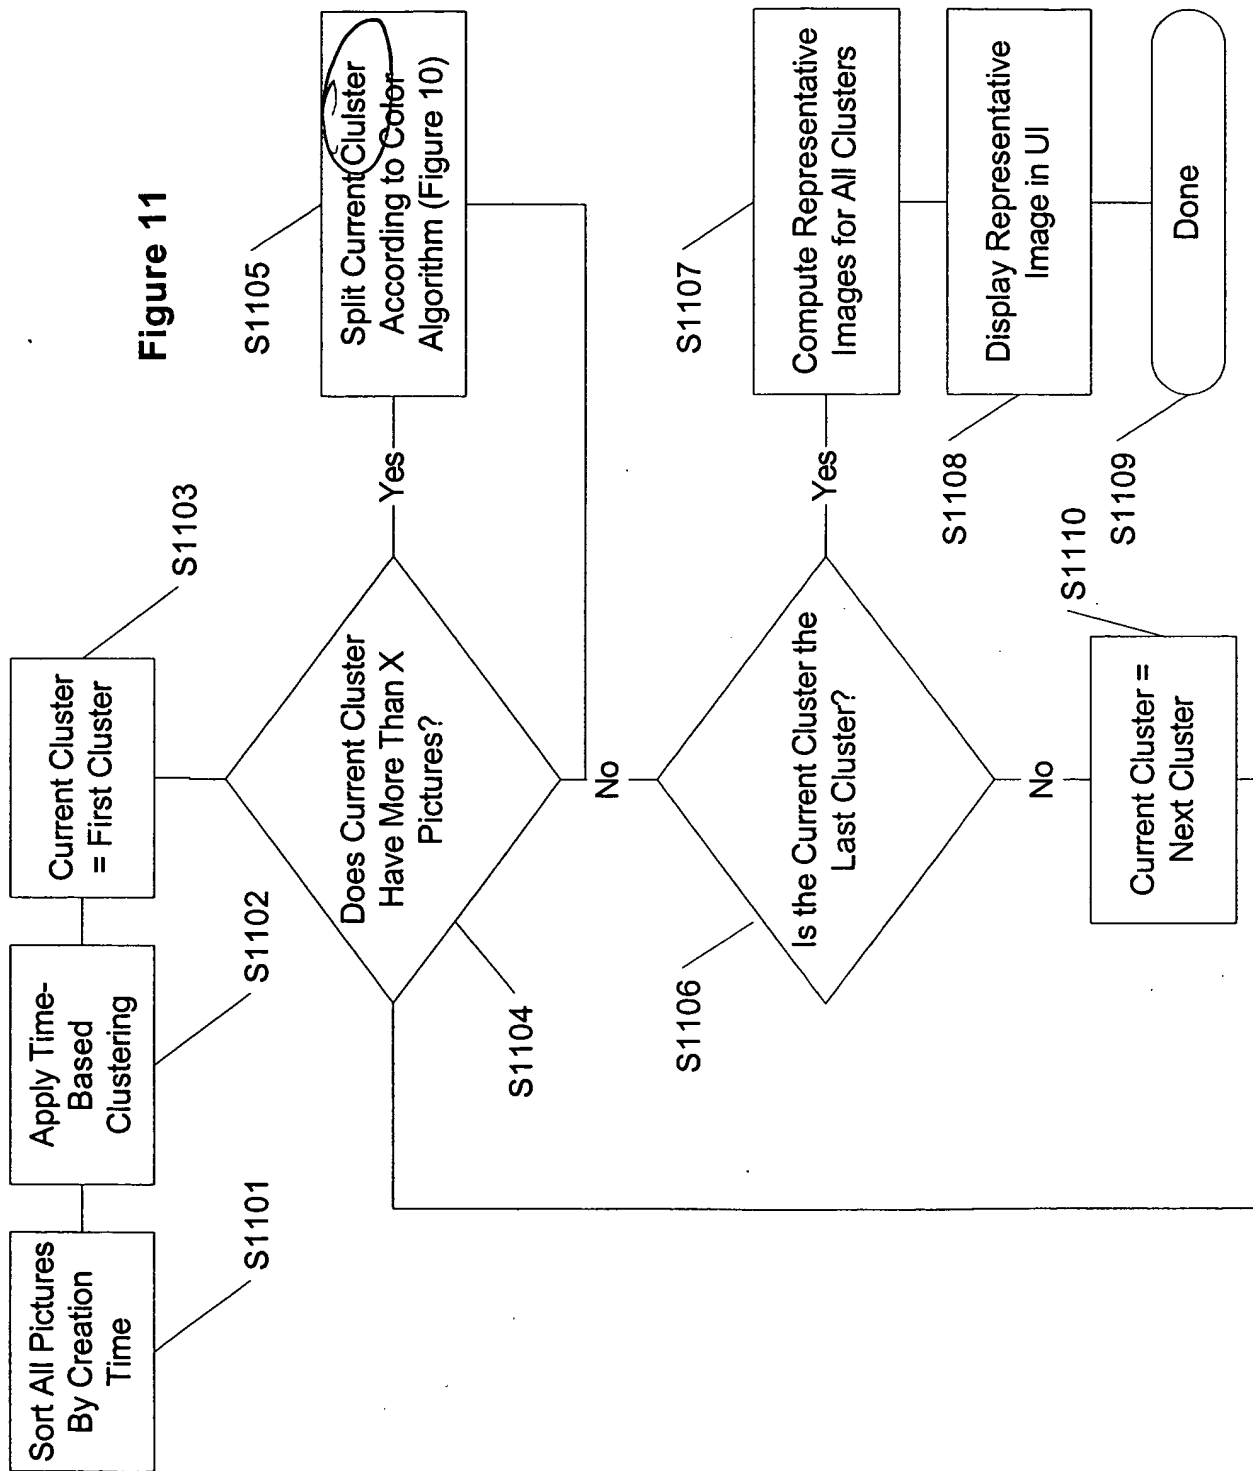 Figure 11
Sort All Pictures
By Creation
Time
S1101
Apply Time-
Based
Clustering
S1102
Current Cluster
= First Cluster
S1103
Does Current Cluster
Have More Than X
Pictures?
S1104
Yes
No
Split Current Clulster
According to Color
Algorithm (Figure 10)
S1105
Is the Current Cluster the
Last Cluster?
S1106
Yes
No
Compute Representative
Images for All Clusters
S1107
Display Representative
Image in UI
S1108
Done
S1109
Current Cluster =
Next Cluster
S1110